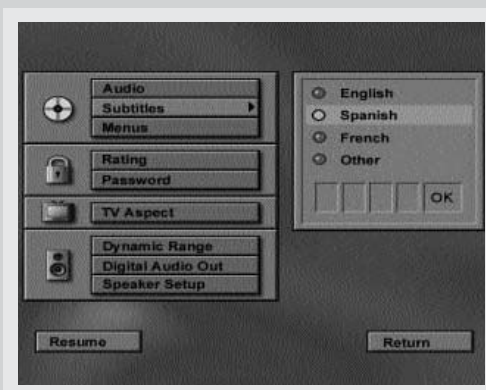 Audio
Subtitles
Menus
Rating
Password
TV Aspect
Dynamic Range
Digital Audio Out
Speaker Setup
English
Spanish
French
Other
OK
Resume
Return